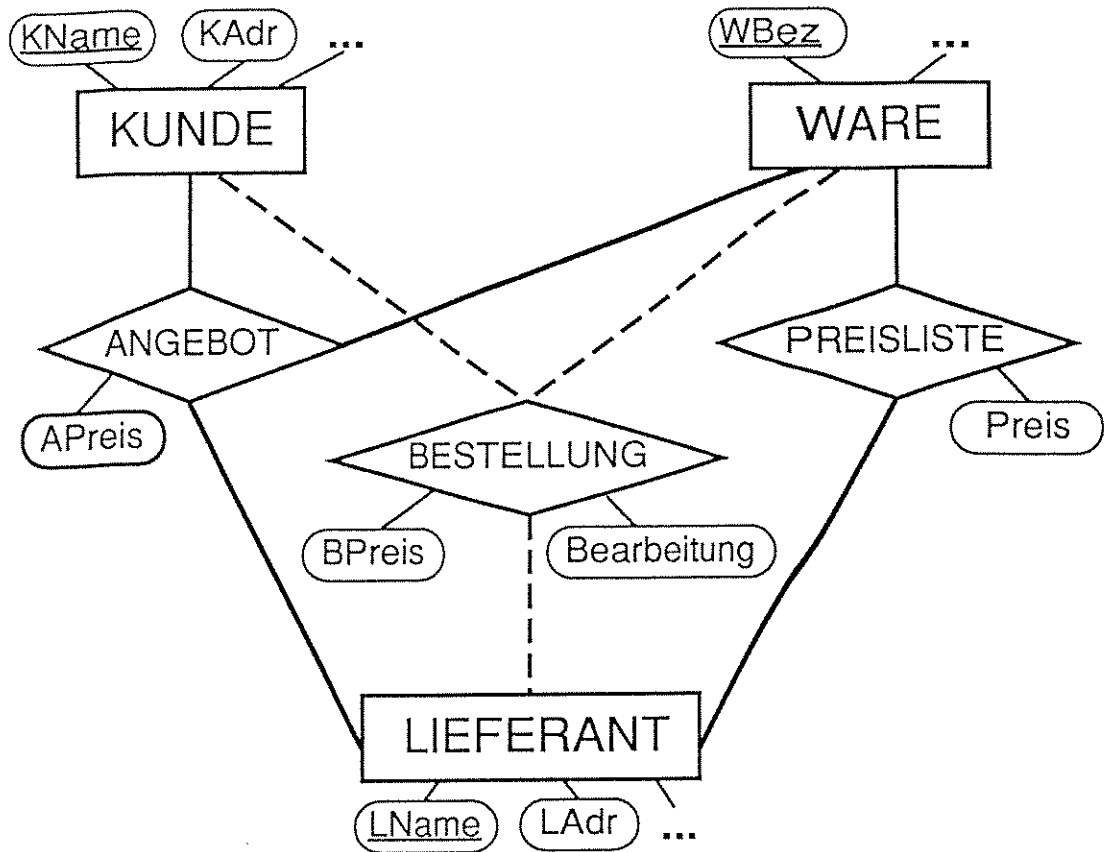 KName
KAdr
...
WBez
...
KUNDE
WARE
ANGEBOT
PREISLISTE
APreis
Preis
BESTELLUNG
BPreis
Bearbeitung
LIEFERANT
LName
LAdr
...